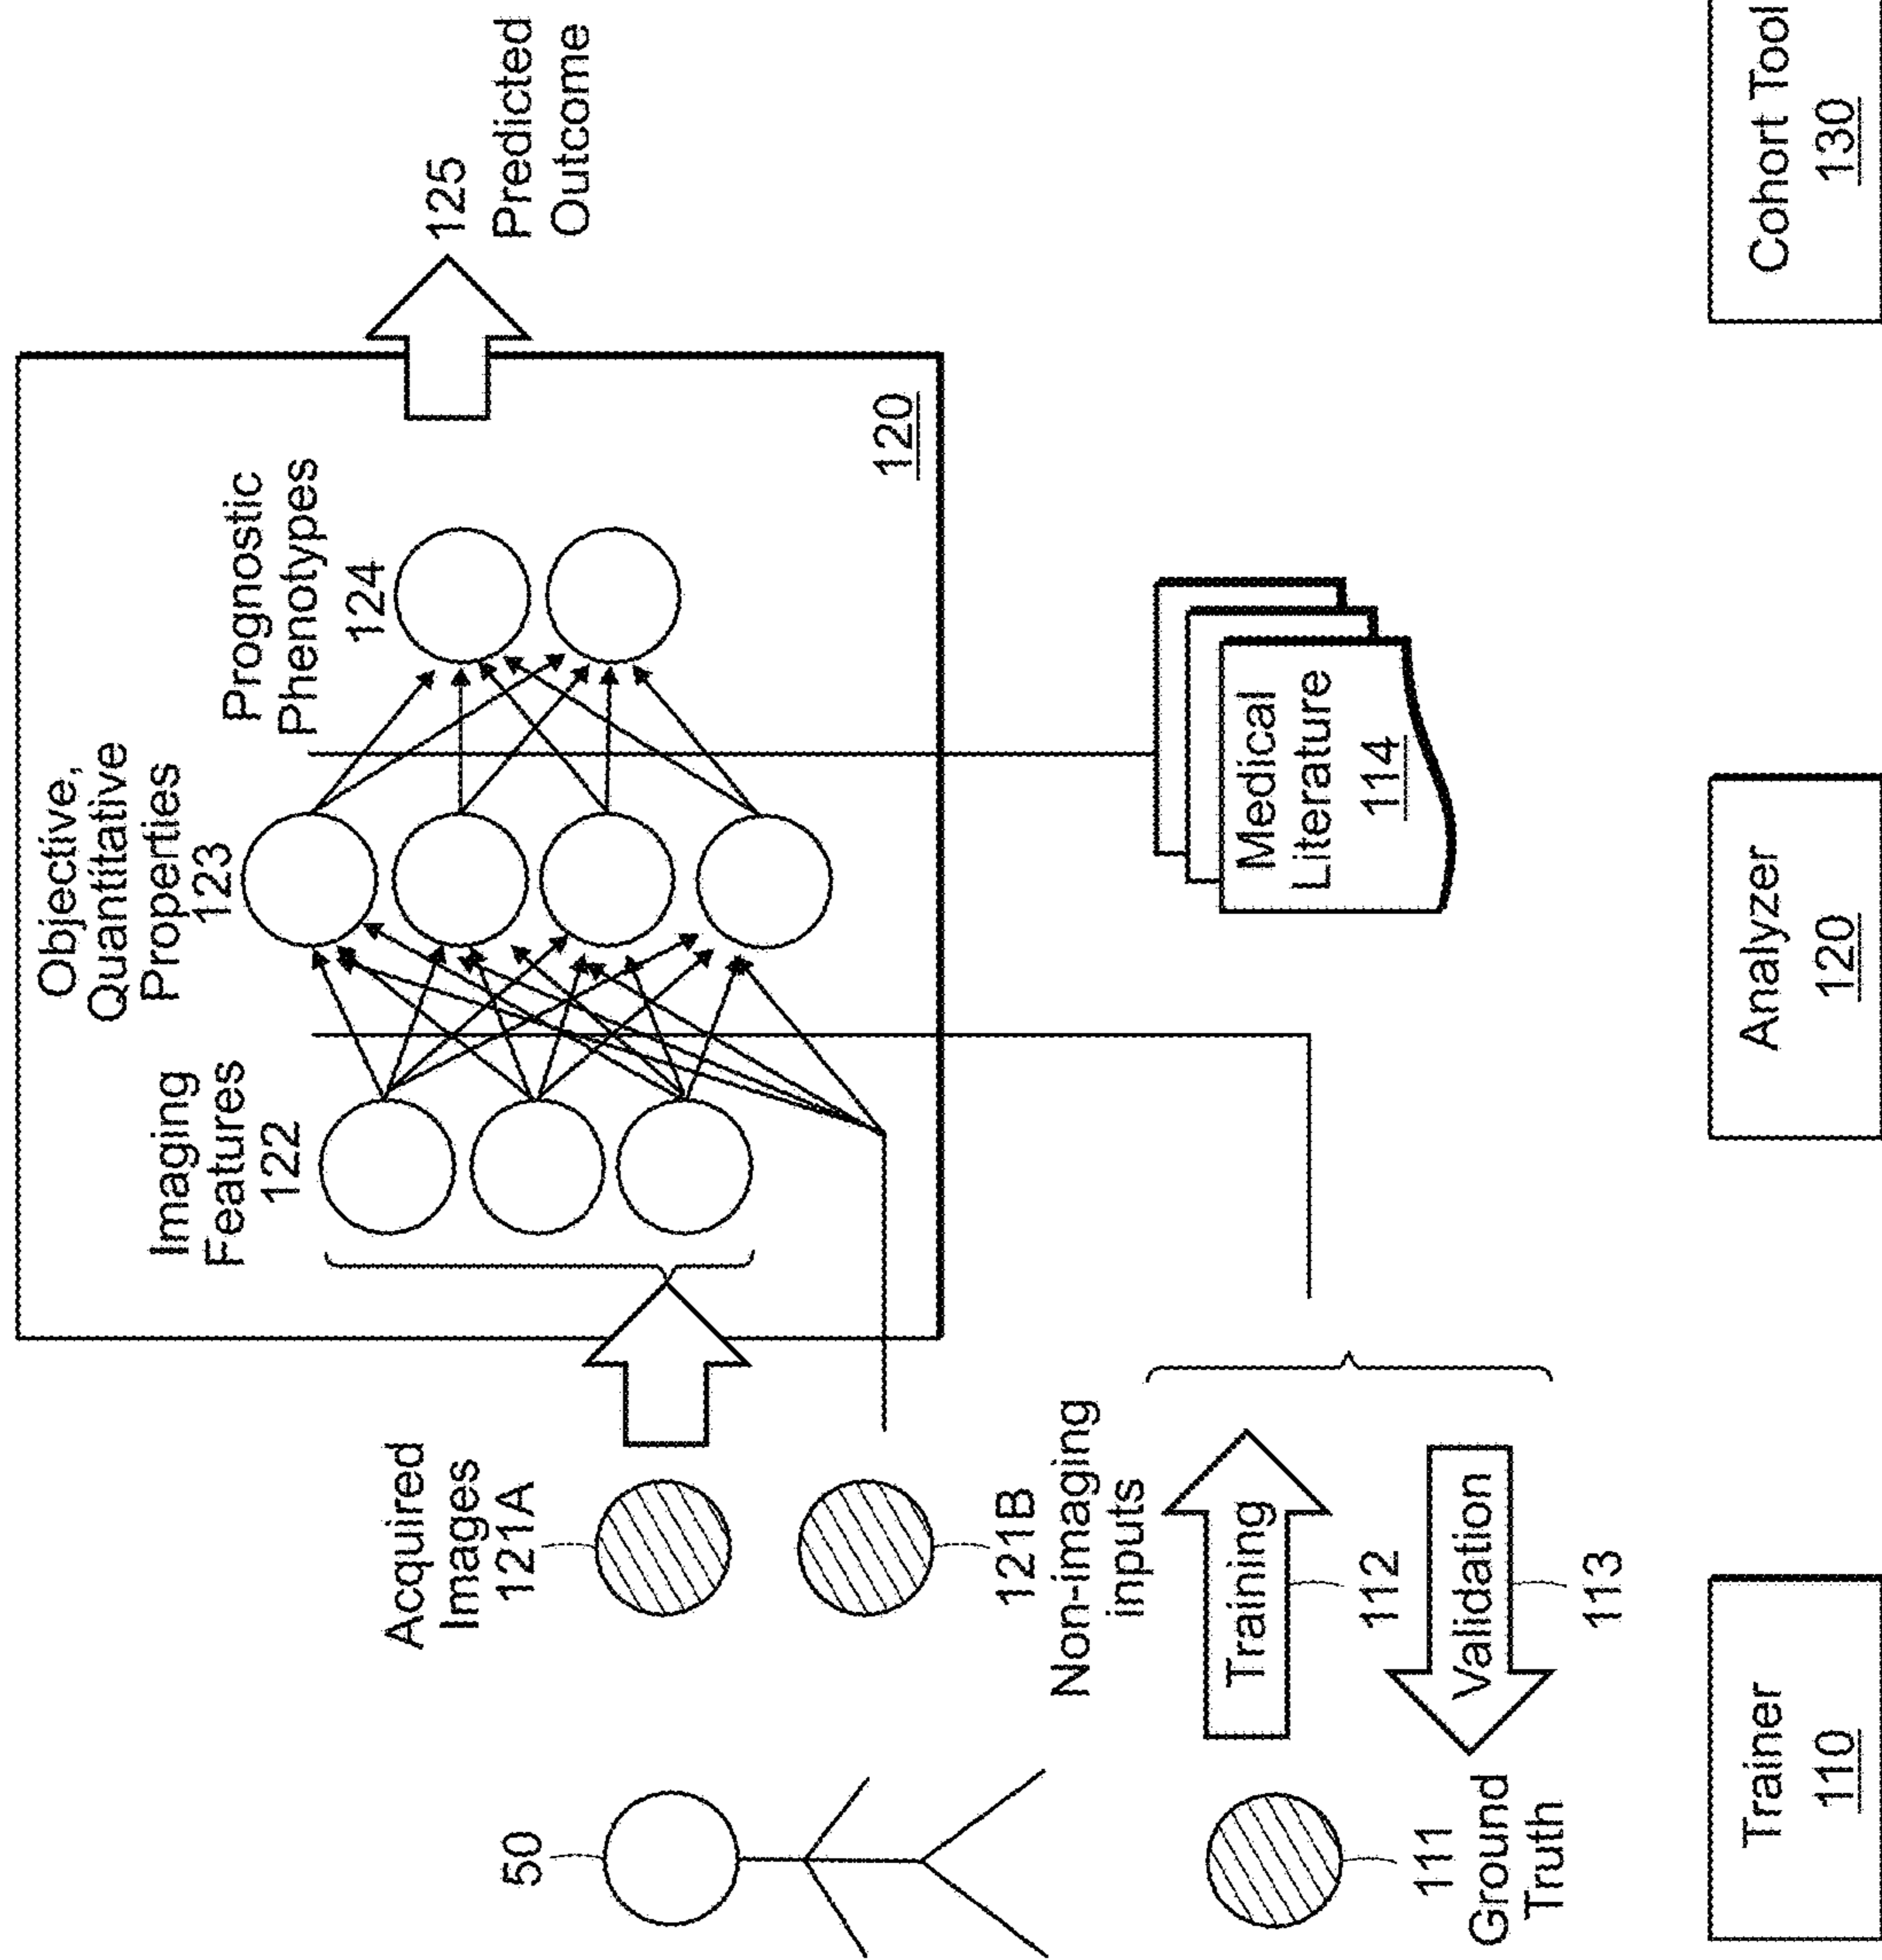 50
Acquired
Images
121A
121B
Non-imaging
inputs
Imaging
Features
122
Objective,
Quantitative
Properties
123
Prognostic
Phenotypes
124
120
125
Predicted
Outcome
111
Ground
Truth
Training
112
Validation
113
Medical
Literature
114
Trainer
110
Analyzer
120
Cohort Tool
130